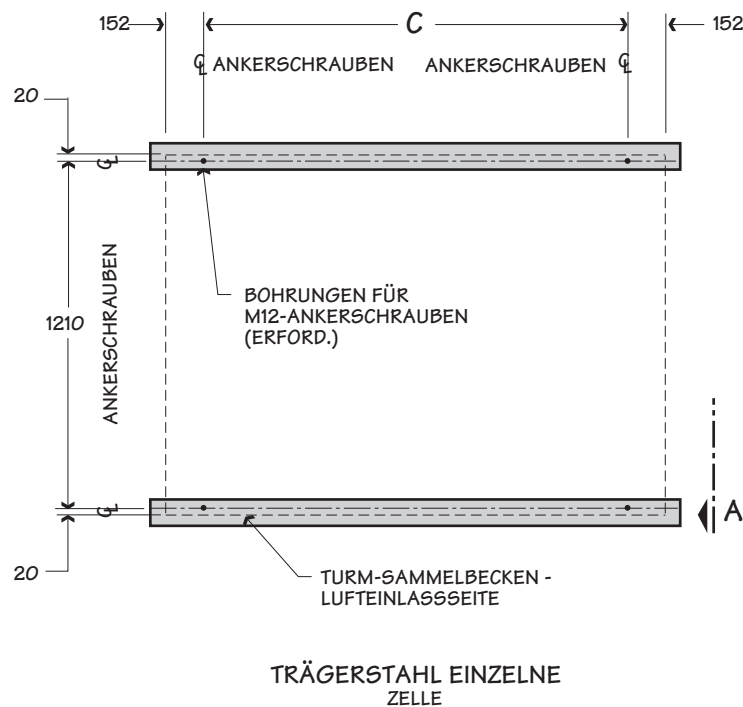 152
C
152
℄ ANKERSCHRAUBEN
ANKERSCHRAUBEN ℄
20
℄
1210
ANKERSCHRAUBEN
BOHRUNGEN FÜR
M12-ANKERSCHRAUBEN
(ERFORD.)
A
℄
20
TURM-SAMMELBECKEN -
LUFTEINLASSSEITE
TRÄGERSTAHL EINZELNE
ZELLE